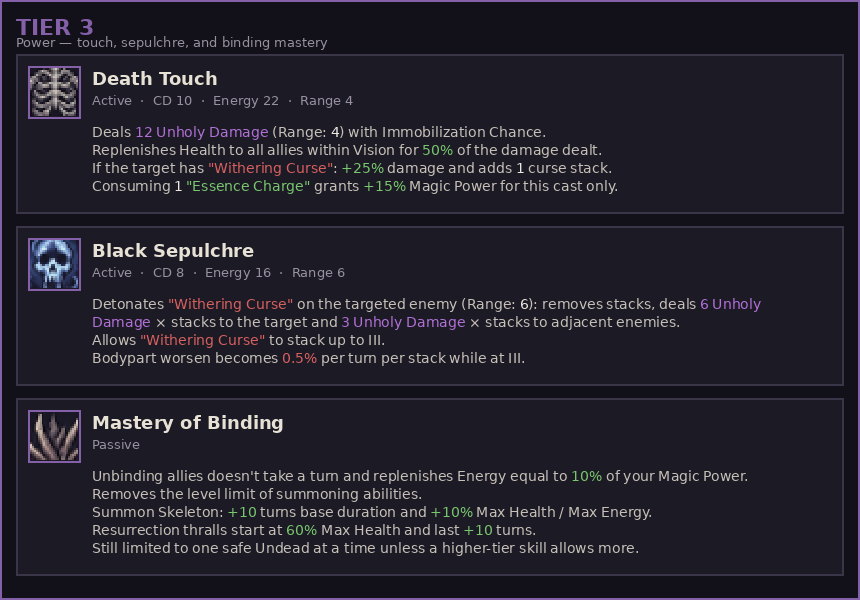 TIER 3
Power — touch, sepulchre, and binding mastery
Death Touch
Active · CD 10 · Energy 22 · Range 4
Deals 12 Unholy Damage (Range: 4) with Immobilization Chance.
Replenishes Health to all allies within Vision for 50% of the damage dealt.
If the target has "Withering Curse": +25% damage and adds 1 curse stack.
Consuming 1 "Essence Charge" grants +15% Magic Power for this cast only.
Black Sepulchre
Active · CD 8 · Energy 16 · Range 6
Detonates "Withering Curse" on the targeted enemy (Range: 6): removes stacks, deals 6 Unholy
Damage × stacks to the target and 3 Unholy Damage × stacks to adjacent enemies.
Allows "Withering Curse" to stack up to III.
Bodypart worsen becomes 0.5% per turn per stack while at III.
Mastery of Binding
Passive
Unbinding allies doesn't take a turn and replenishes Energy equal to 10% of your Magic Power.
Removes the level limit of summoning abilities.
Summon Skeleton: +10 turns base duration and +10% Max Health / Max Energy.
Resurrection thralls start at 60% Max Health and last +10 turns.
Still limited to one safe Undead at a time unless a higher-tier skill allows more.